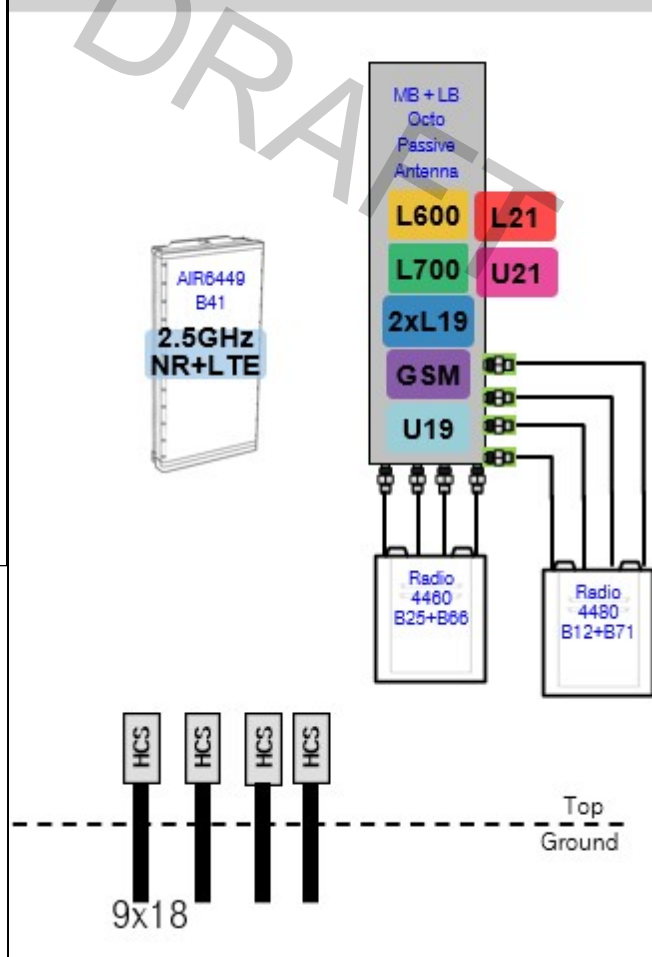 DRAFT
MB + LB
Octo
Passive
Antenna
L600 L21
L700 U21
2xL19
GSM
U19
AIR6449
B41
2.5GHz
NR+LTE
Radio
4460
B25+B66
Radio
4480
B12+B71
HCS HCS HCS HCS
Top
Ground
9x18